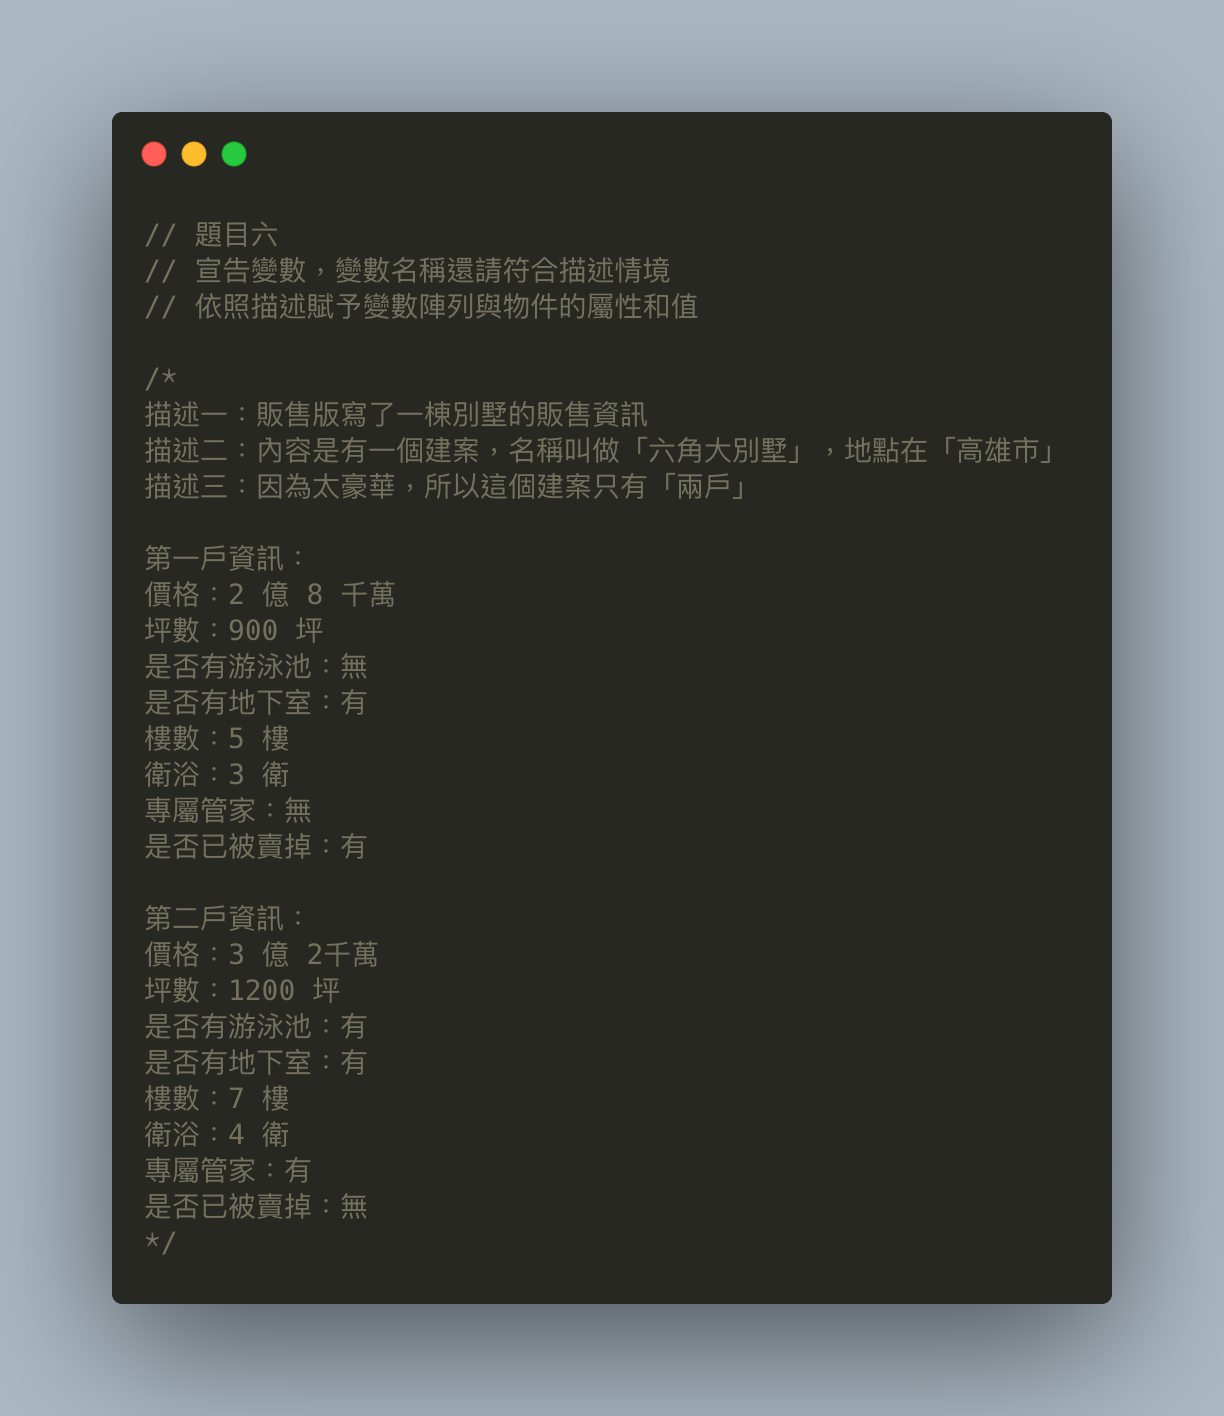 // 題目六
// 宣告變數，變數名稱還請符合描述情境
// 依照描述賦予變數陣列與物件的屬性和值
/*
描述一：販售版寫了一棟別墅的販售資訊
描述二：內容是有一個建案，名稱叫做「六角大別墅」，地點在「高雄市」
描述三：因為太豪華，所以這個建案只有「兩戶」
第一戶資訊：
價格：2 億 8 千萬
坪數：900 坪
是否有游泳池：無
是否有地下室：有
樓數：5 樓
衛浴：3 衛
專屬管家：無
是否已被賣掉：有
第二戶資訊：
價格：3 億 2千萬
坪數：1200 坪
是否有游泳池：有
是否有地下室：有
樓數：7 樓
衛浴：4 衛
專屬管家：有
是否已被賣掉：無
*/